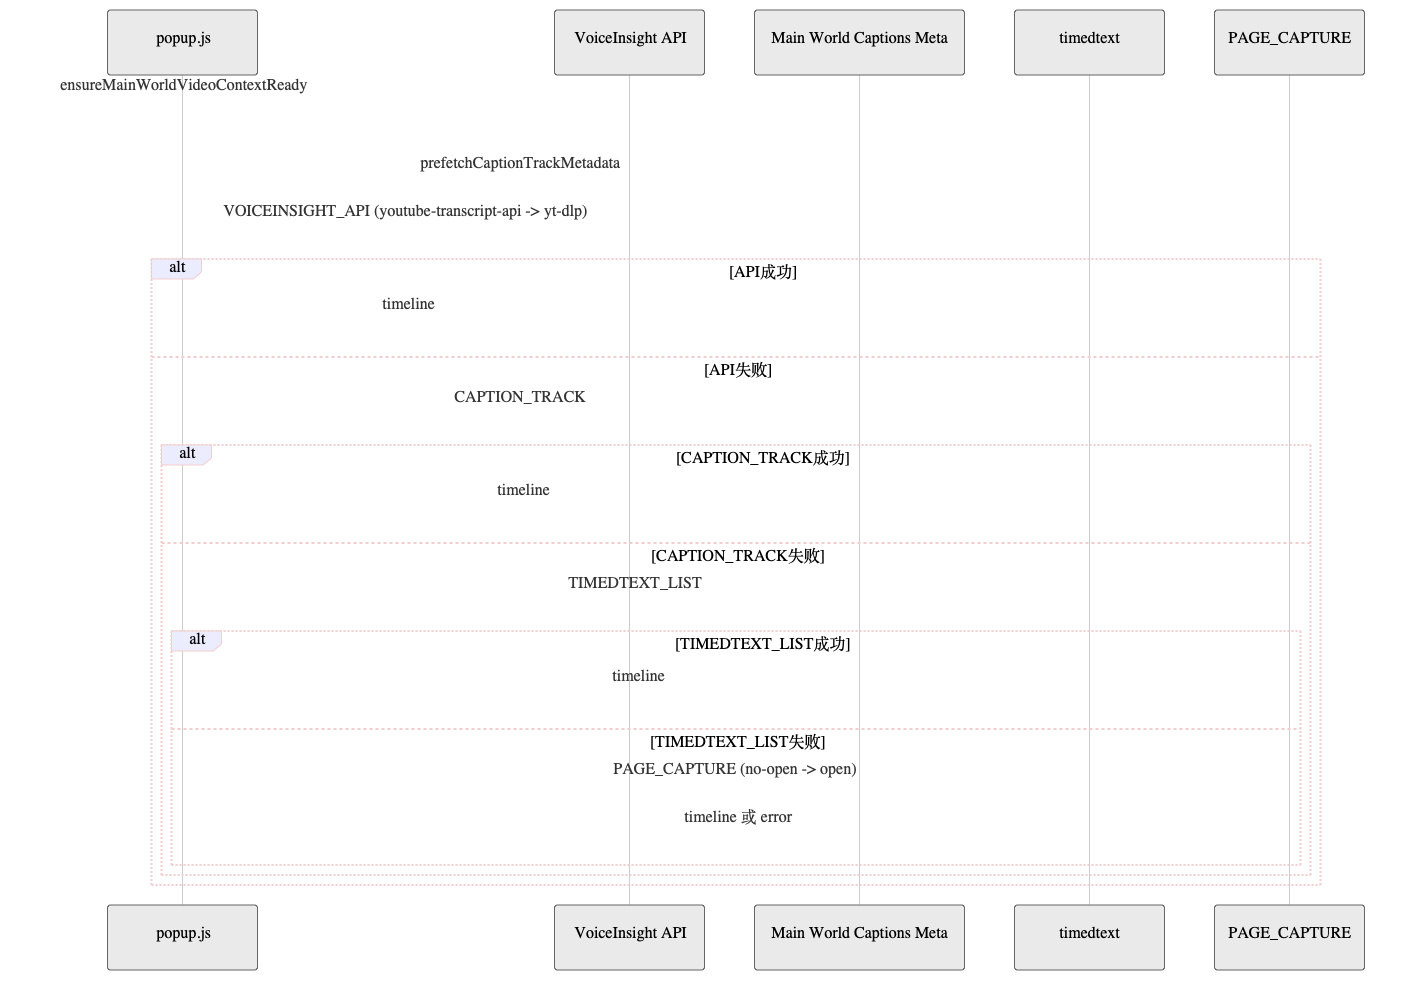 popup.js
VoiceInsight API
Main World Captions Meta
timedtext
PAGE_CAPTURE
ensureMainWorldVideoContextReady
prefetchCaptionTrackMetadata
VOICEINSIGHT_API (youtube-transcript-api -> yt-dlp)
alt
[API成功]
timeline
[API失败]
CAPTION_TRACK
alt
[CAPTION_TRACK成功]
timeline
[CAPTION_TRACK失败]
TIMEDTEXT_LIST
alt
[TIMEDTEXT_LIST成功]
timeline
[TIMEDTEXT_LIST失败]
PAGE_CAPTURE (no-open -> open)
timeline 或 error
popup.js
VoiceInsight API
Main World Captions Meta
timedtext
PAGE_CAPTURE